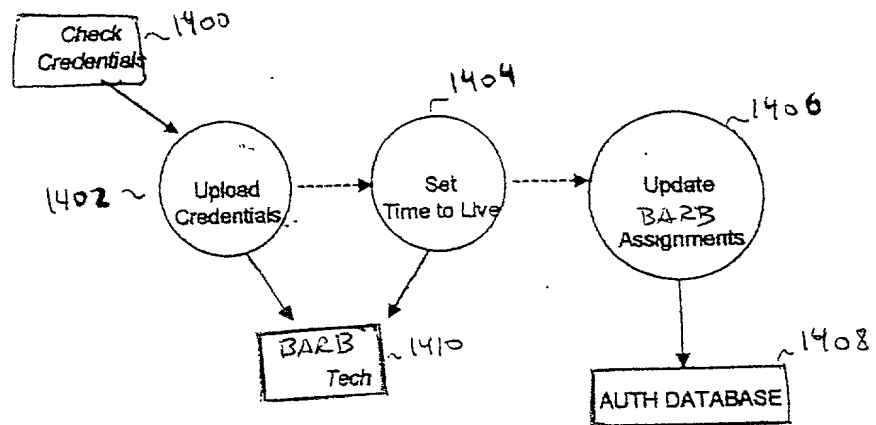 Check
Credentials
1400
1404
1406
1402
Upload
Credentials
Set
Time to Live
Update
BARB
Assignments
BARB
Tech
1410
1408
AUTH DATABASE